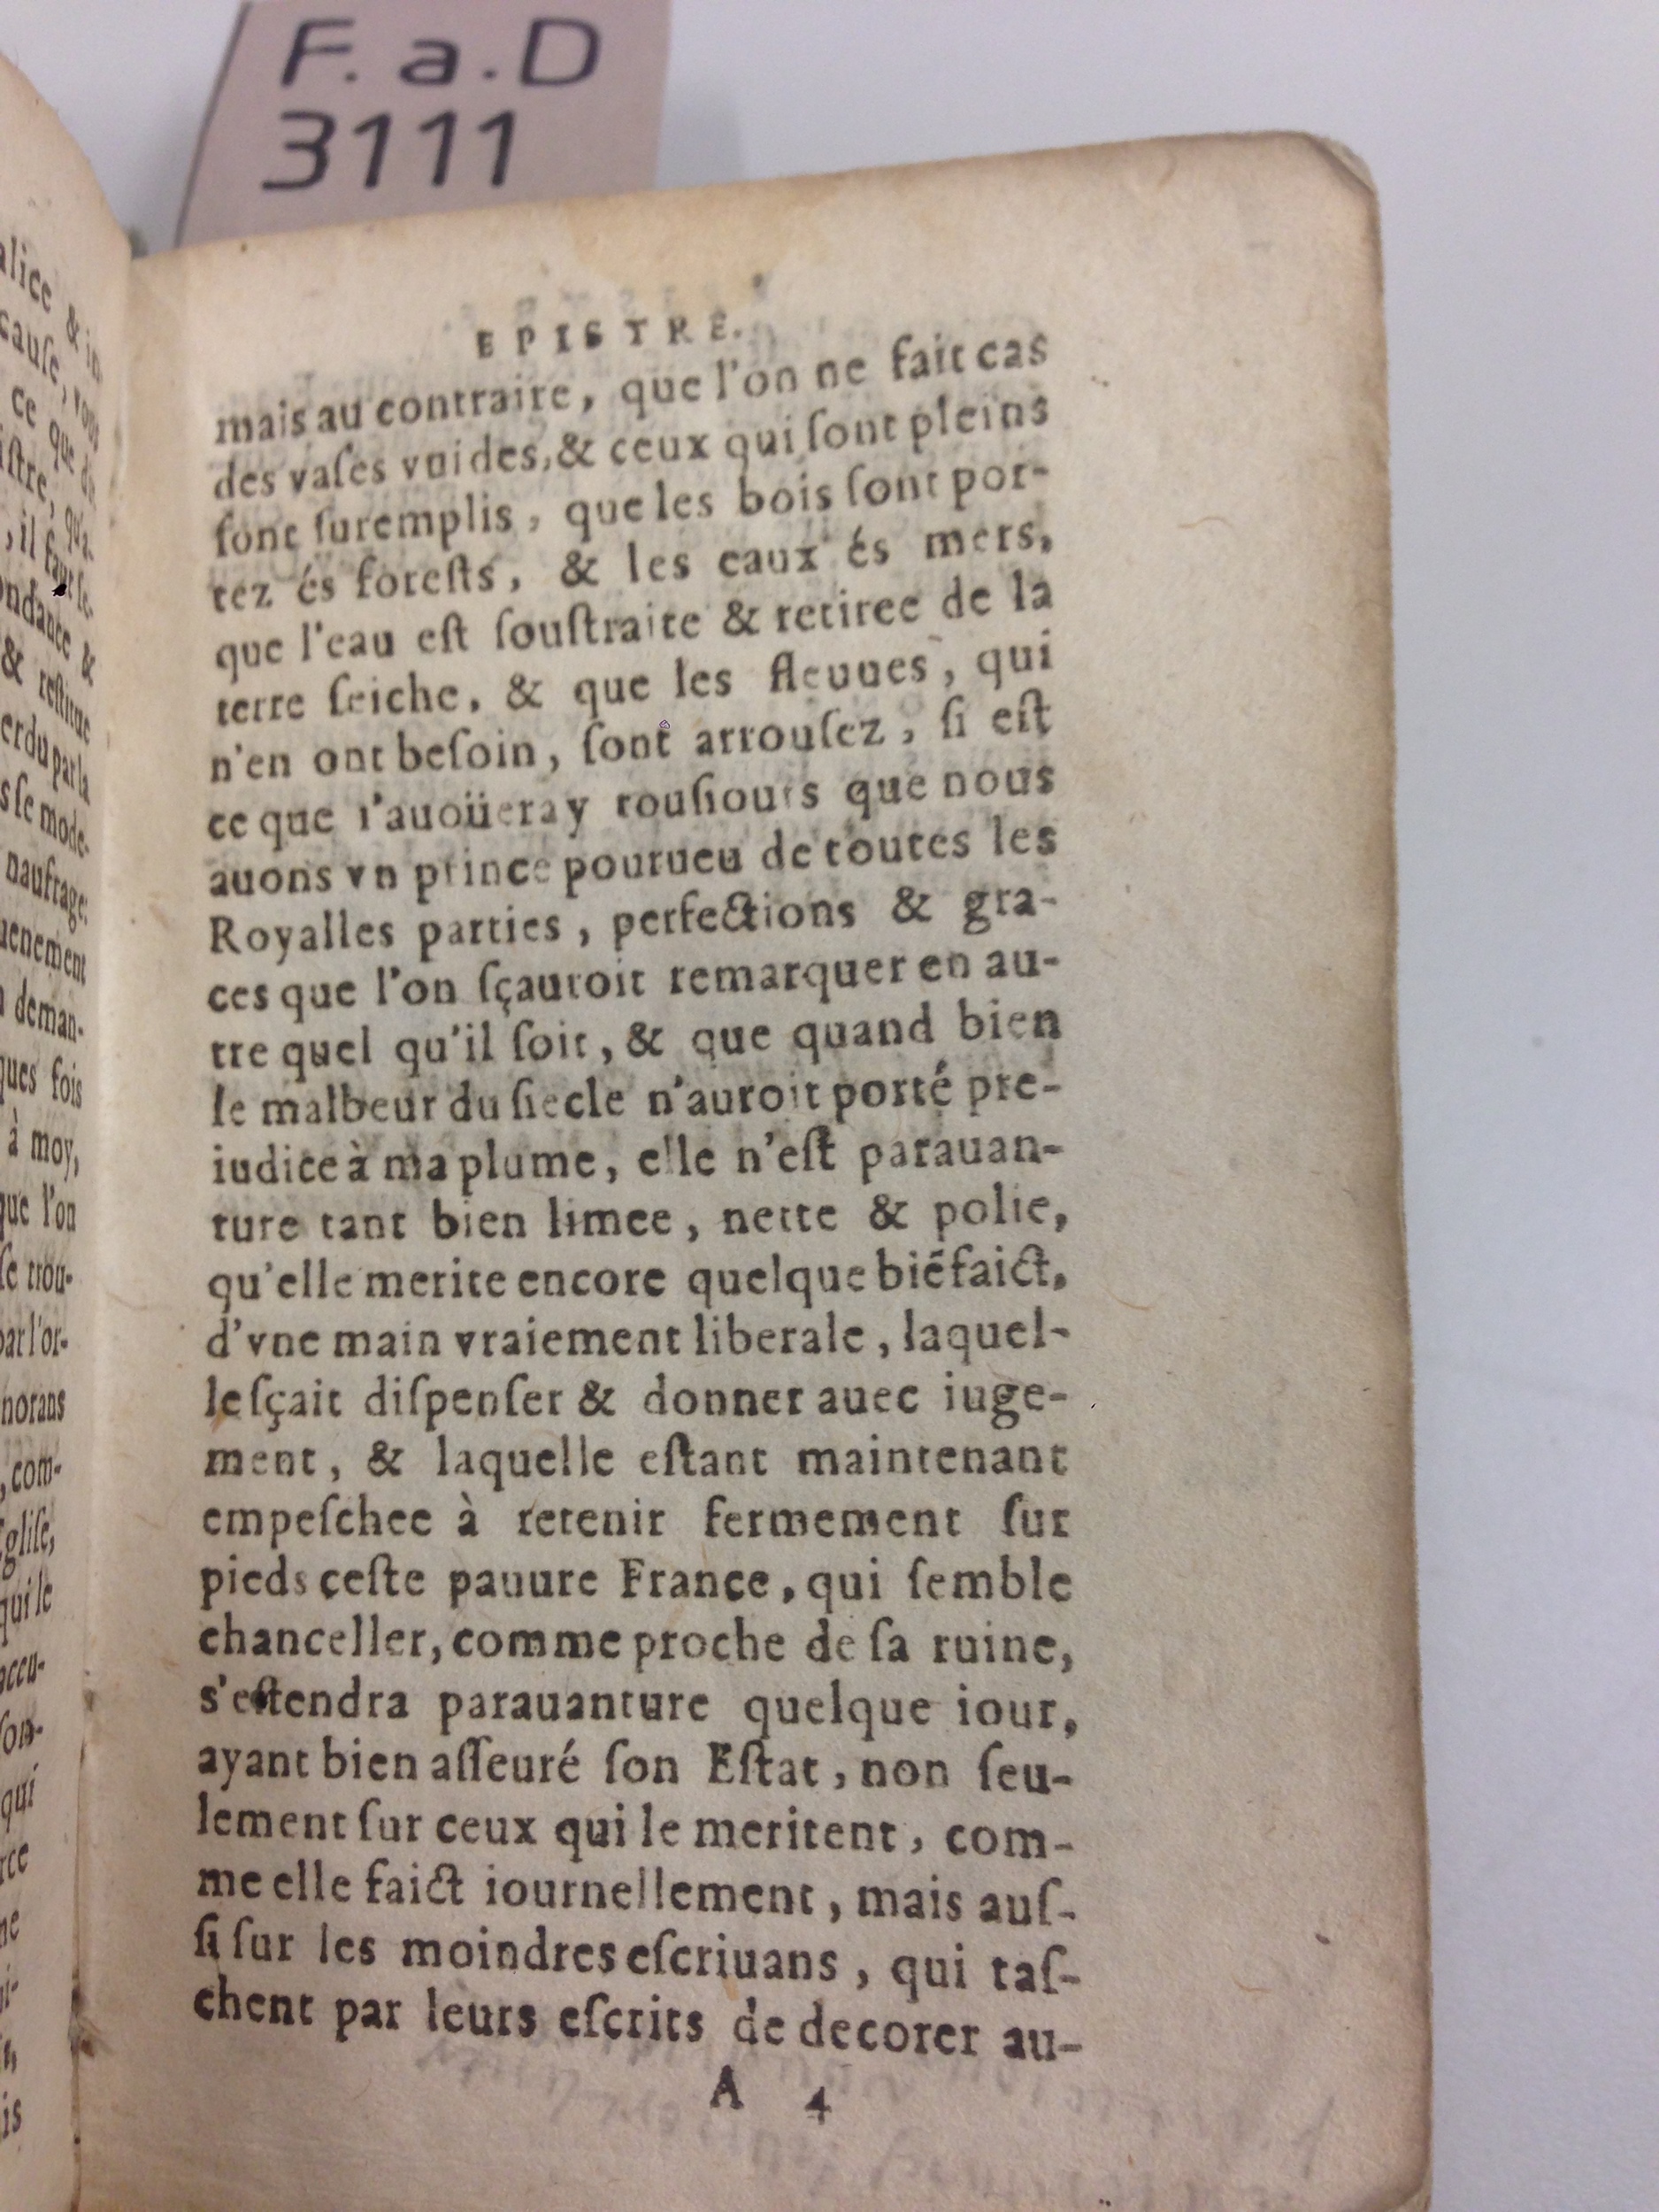 F. a. D
3111
EPISTRE.
mais au contraire, que l'on ne fait cas
des vaſes vuides, & ceux qui ſont pleins
ſont ſuremplis, que les bois ſont por-
tez és foreſts, & les eaux és mers,
que l'eau eſt ſouſtraite & retiree de la
terre ſeiche, & que les fleuues, qui
n'en ont beſoin, ſont arrouſez, ſi eſt
ce que i'auoüeray touſiours que nous
auons vn prince pourueu de toutes les
Royalles parties, perfections & gra-
ces que l'on ſçauroit remarquer en au-
tre quel qu'il ſoit, & que quand bien
le malheur du ſiecle n'auroit porté pre-
iudice à ma plume, elle n'eſt parauan-
ture tant bien limee, nette & polie,
qu'elle merite encore quelque biẽfaict,
d'vne main vraiement liberale, laquel-
le ſçait diſpenſer & donner auec iuge-
ment, & laquelle eſtant maintenant
empeſchee à retenir fermement ſur
pieds ceſte pauure France, qui ſemble
chanceller, comme proche de ſa ruine,
s'eſtendra parauanture quelque iour,
ayant bien aſſeuré ſon Eſtat, non ſeu-
lement ſur ceux qui le meritent, com-
me elle faict iournellement, mais auſ-
ſi ſur les moindres eſcriuans, qui taſ-
chent par leurs eſcrits de decorer au-
A 4